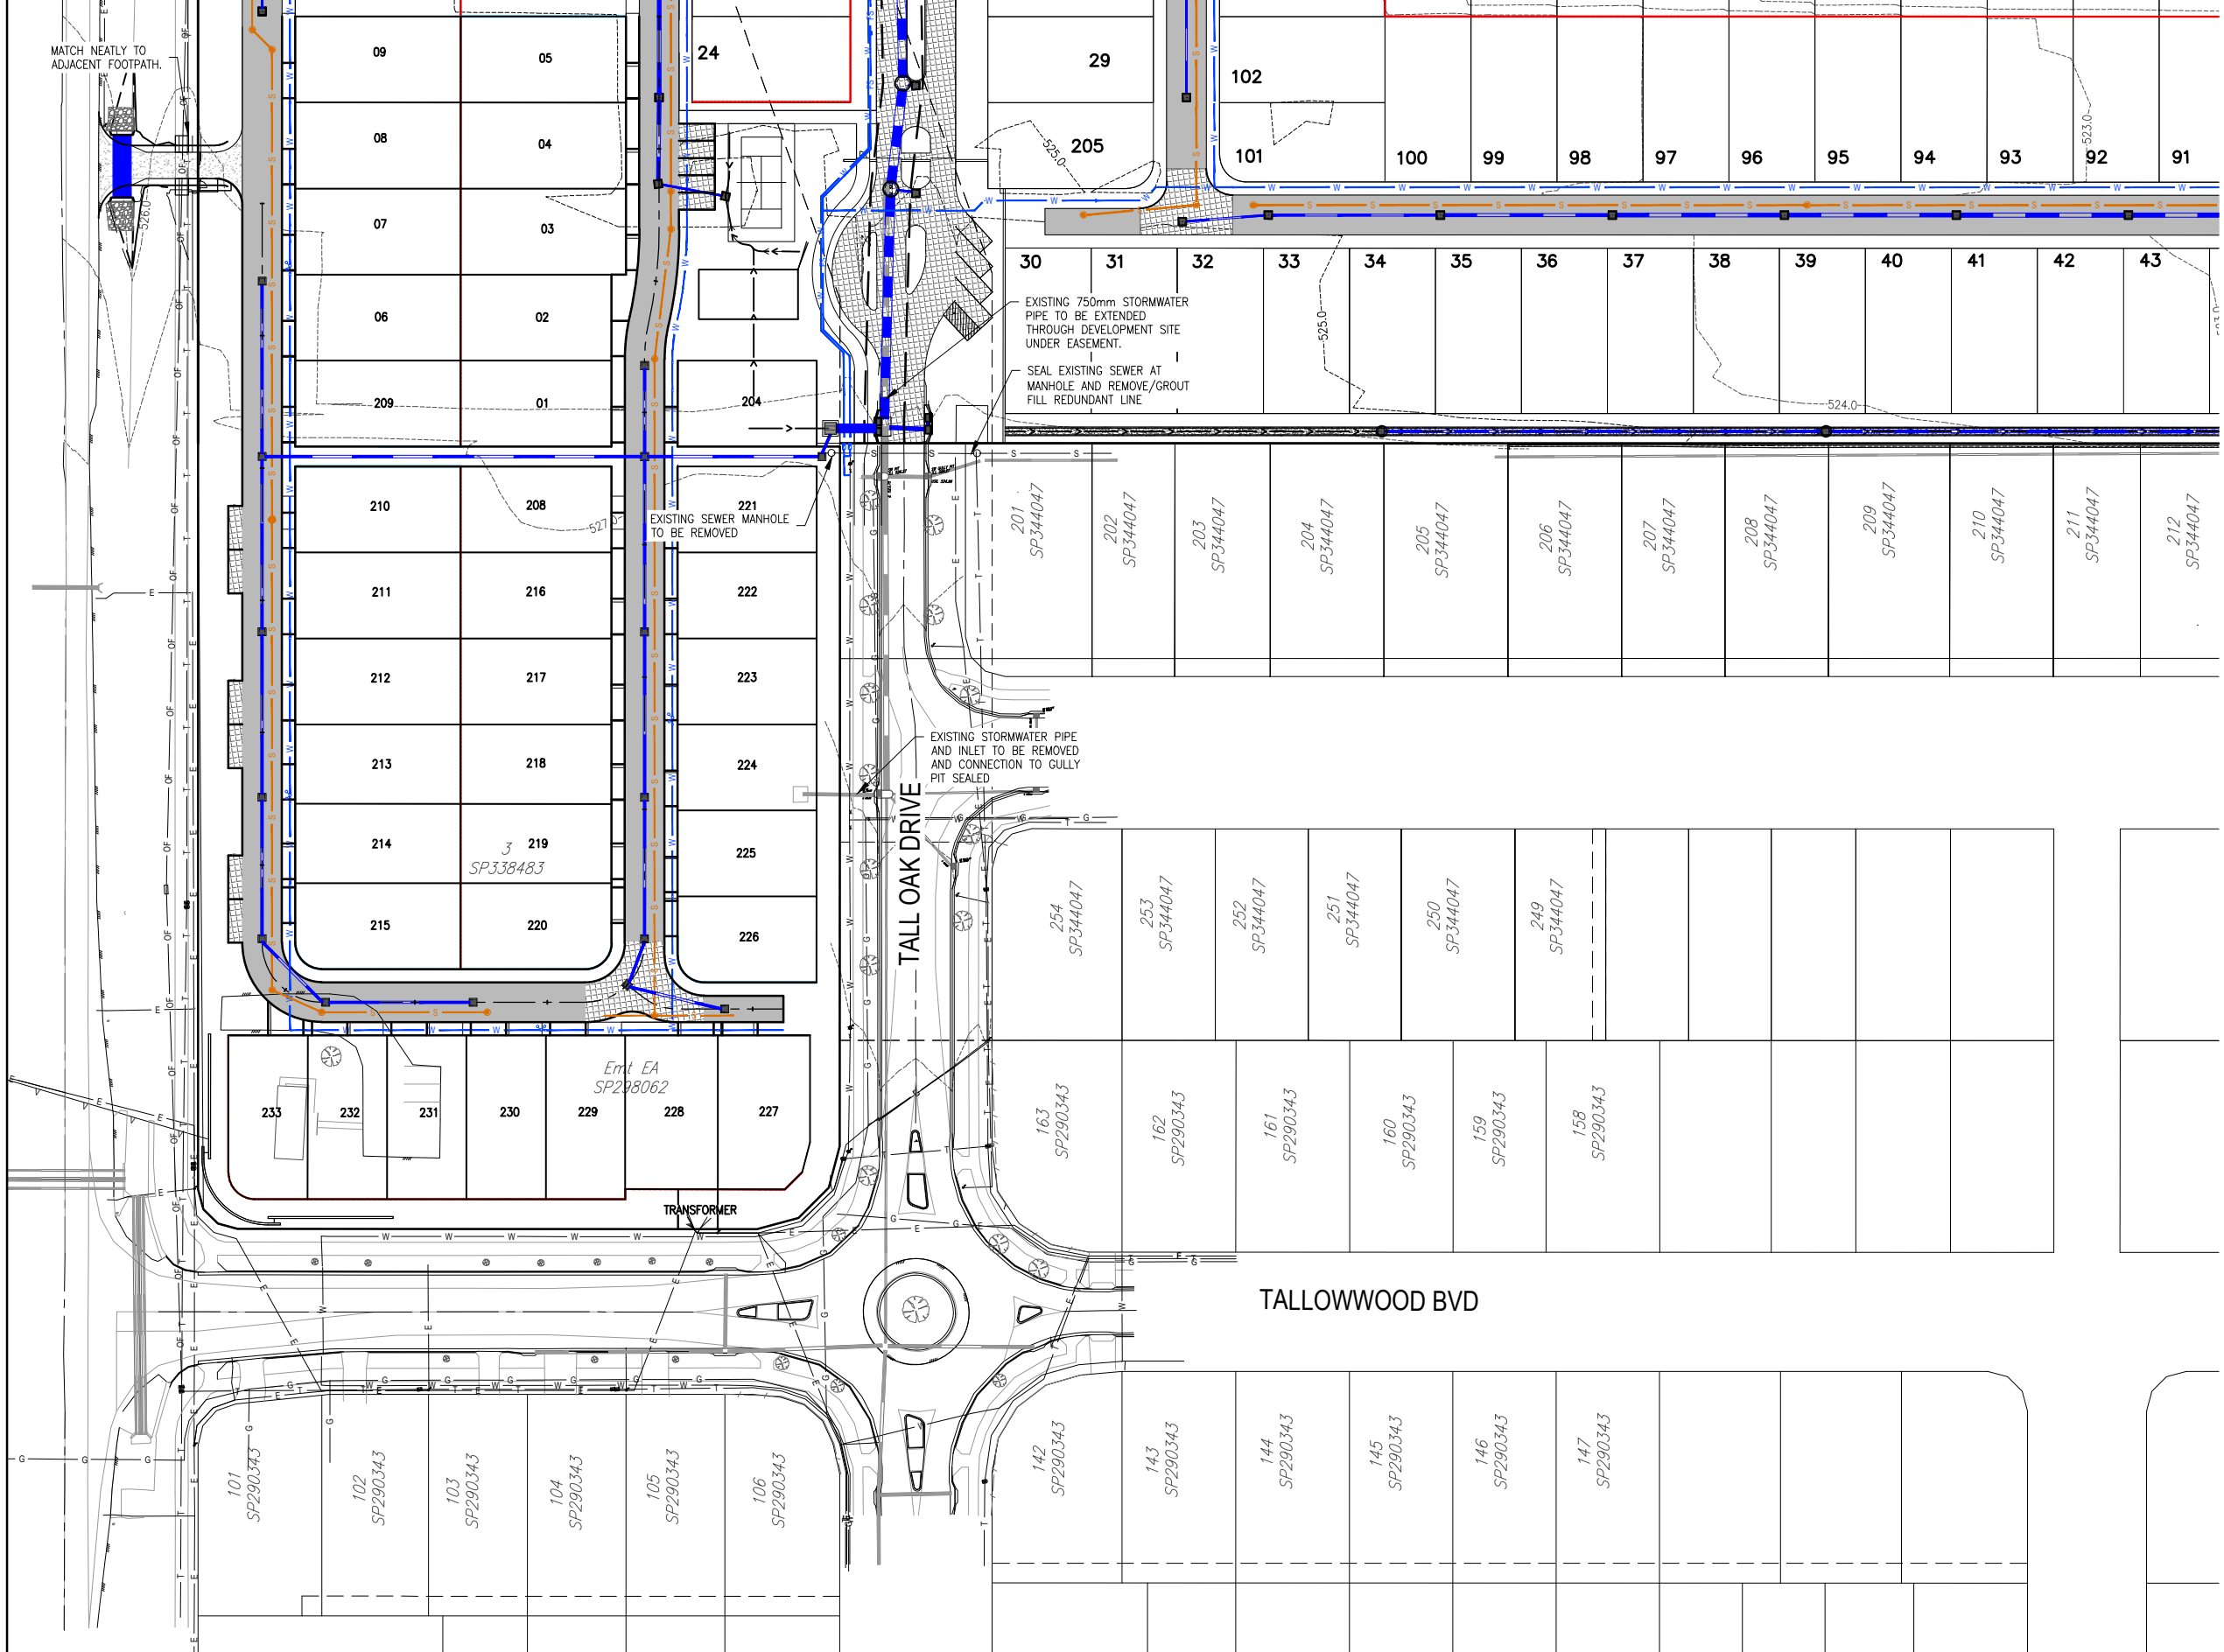 MATCH NEATLY TO
ADJACENT FOOTPATH.
09
05
24
29
102
08
04
205
101
100
99
98
97
96
95
94
93
92
91
525.0
523.0
526.0
07
03
30
31
32
33
34
35
36
37
38
39
40
41
42
43
06
02
EXISTING 750mm STORMWATER
PIPE TO BE EXTENDED
THROUGH DEVELOPMENT SITE
UNDER EASEMENT.
525.0
SEAL EXISTING SEWER AT
MANHOLE AND REMOVE/GROUT
FILL REDUNDANT LINE
209
01
204
524.0
210
208
527.0
EXISTING SEWER MANHOLE
TO BE REMOVED
221
201
SP344047
202
SP344047
203
SP344047
204
SP344047
205
SP344047
206
SP344047
207
SP344047
208
SP344047
209
SP344047
210
SP344047
211
SP344047
212
SP344047
211
216
222
212
217
223
213
218
224
EXISTING STORMWATER PIPE
AND INLET TO BE REMOVED
AND CONNECTION TO GULLY
PIT SEALED
TALL OAK DRIVE
214
219
225
3
SP338483
215
220
226
254
SP344047
253
SP344047
252
SP344047
251
SP344047
250
SP344047
249
SP344047
Emt EA
SP298062
233
232
231
230
229
228
227
163
SP290343
162
SP290343
161
SP290343
160
SP290343
159
SP290343
158
SP290343
TRANSFORMER
TALLOWWOOD BVD
101
SP290343
102
SP290343
103
SP290343
104
SP290343
105
SP290343
106
SP290343
142
SP290343
143
SP290343
144
SP290343
145
SP290343
146
SP290343
147
SP290343